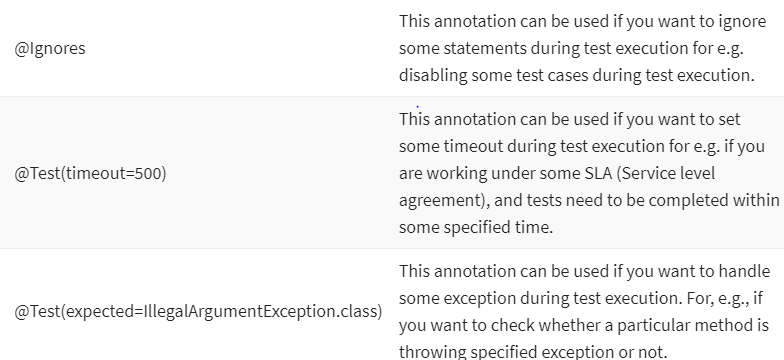 This annotation can be used if you want to ignore
@Ignores
some statements during test execution for e.g.
disabling some test cases during test execution.
This annotation can be used if you want to set
some timeout during test execution for e.g. if you
@Test(timeout=500)
are working under some SLA (Service level
agreement), and tests need to be completed within
some specified time.
This annotation can be used if you want to handle
some exception during test execution. For, e.g., if
@Test(expected=IllegalArgumentException.class)
you want to check whether a particular method is
throwing specified exception or not.